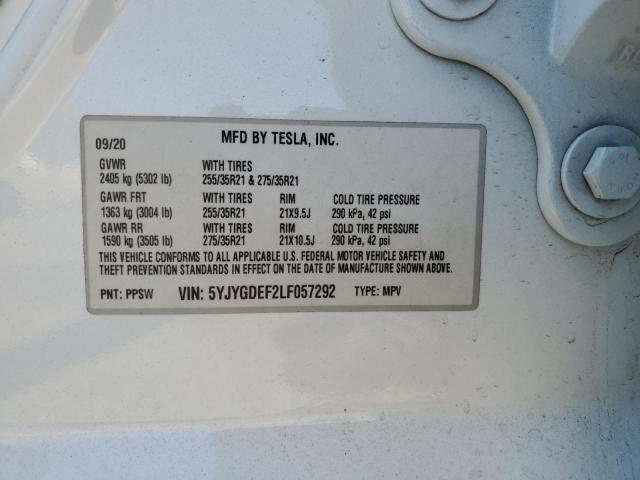 09/20 MFD BY TESLA, INC.
GVWR WITH TIRES
2405 kg (5302 lb) 255/35R21 & 275/35R21
GAWR FRT WITH TIRES RIM COLD TIRE PRESSURE
1363 kg (3004 lb) 255/35R21 21X9.5J 290 kPa, 42 psi
GAWR RR WITH TIRES RIM COLD TIRE PRESSURE
1590 kg (3505 lb) 275/35R21 21X10.5J 290 kPa, 42 psi
THIS VEHICLE CONFORMS TO ALL APPLICABLE U.S. FEDERAL MOTOR VEHICLE SAFETY AND
THEFT PREVENTION STANDARDS IN EFFECT ON THE DATE OF MANUFACTURE SHOWN ABOVE.
PNT: PPSW VIN: 5YJYGDEF2LF057292 TYPE: MPV